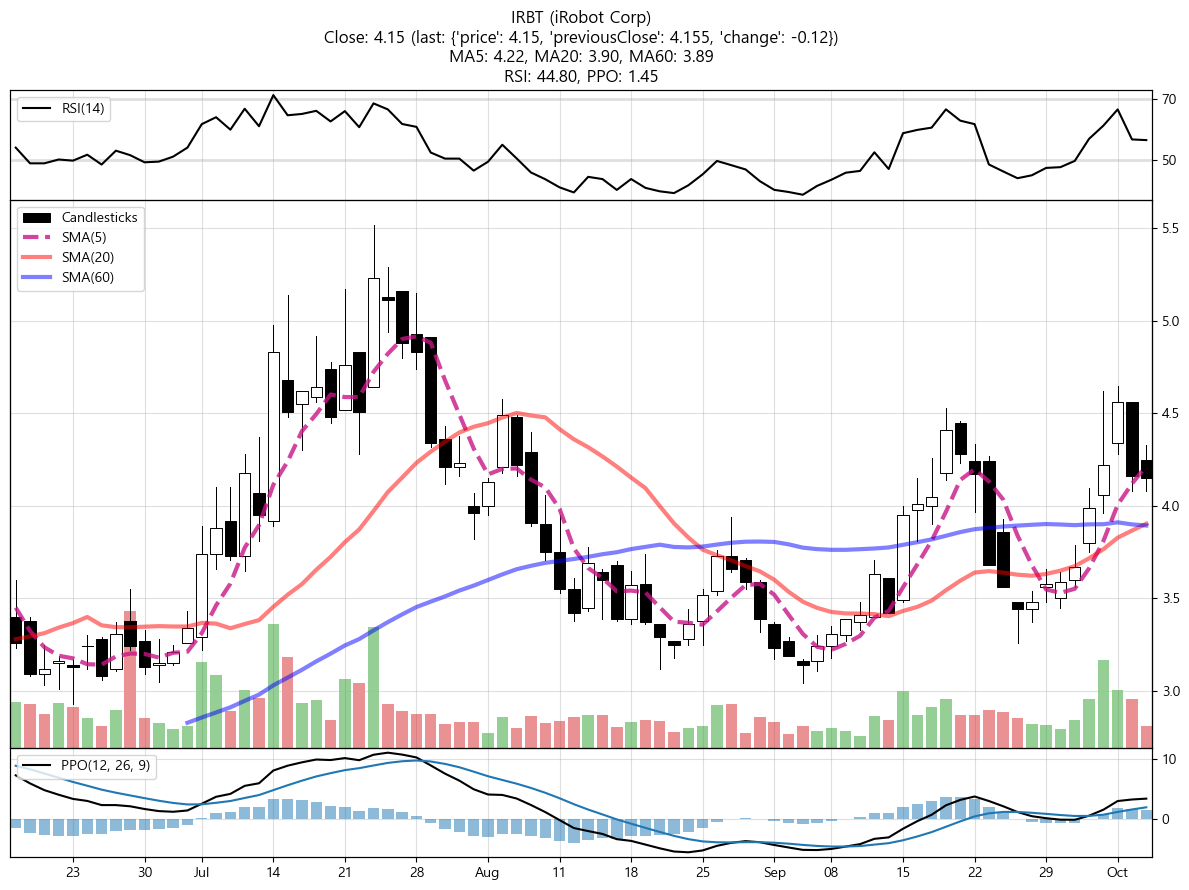 IRBT (iRobot Corp)
Close: 4.15 (last: {'price': 4.15, 'previousClose': 4.155, 'change': -0.12})
MA5: 4.22, MA20: 3.90, MA60: 3.89
RSI: 44.80, PPO: 1.45
RSI(14)
70
50
Candlesticks
SMA(5)
SMA(20)
SMA(60)
5.5
5.0
4.5
4.0
3.5
3.0
PPO(12, 26, 9)
10
0
23 30 Jul 14 21 28 Aug 11 18 25 Sep 08 15 22 29 Oct